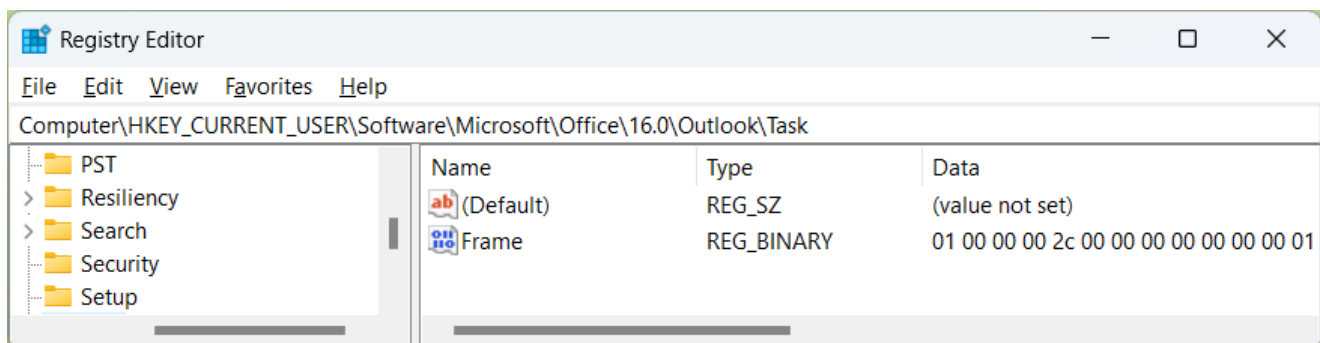 Registry Editor
File Edit View Favorites Help
Computer\HKEY_CURRENT_USER\Software\Microsoft\Office\16.0\Outlook\Task
PST
Resiliency
Search
Security
Setup
Name Type Data
(Default) REG_SZ (value not set)
Frame REG_BINARY 01 00 00 00 2c 00 00 00 00 00 00 00 01